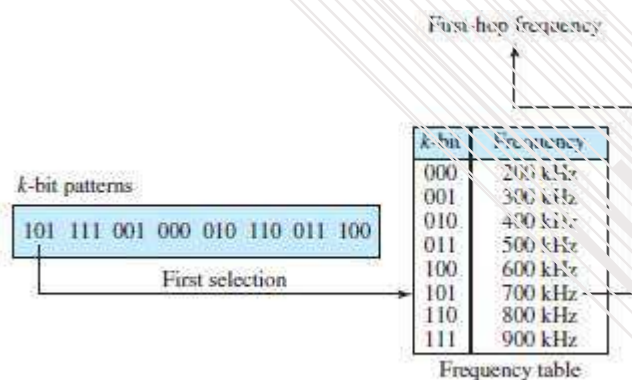 First-hop frequency
k-bit Frequency
000 200 kHz
001 300 kHz
010 400 kHz
011 500 kHz
100 600 kHz
101 700 kHz
110 800 kHz
111 900 kHz
Frequency table
k-bit patterns
101 111 001 000 010 110 011 100
First selection